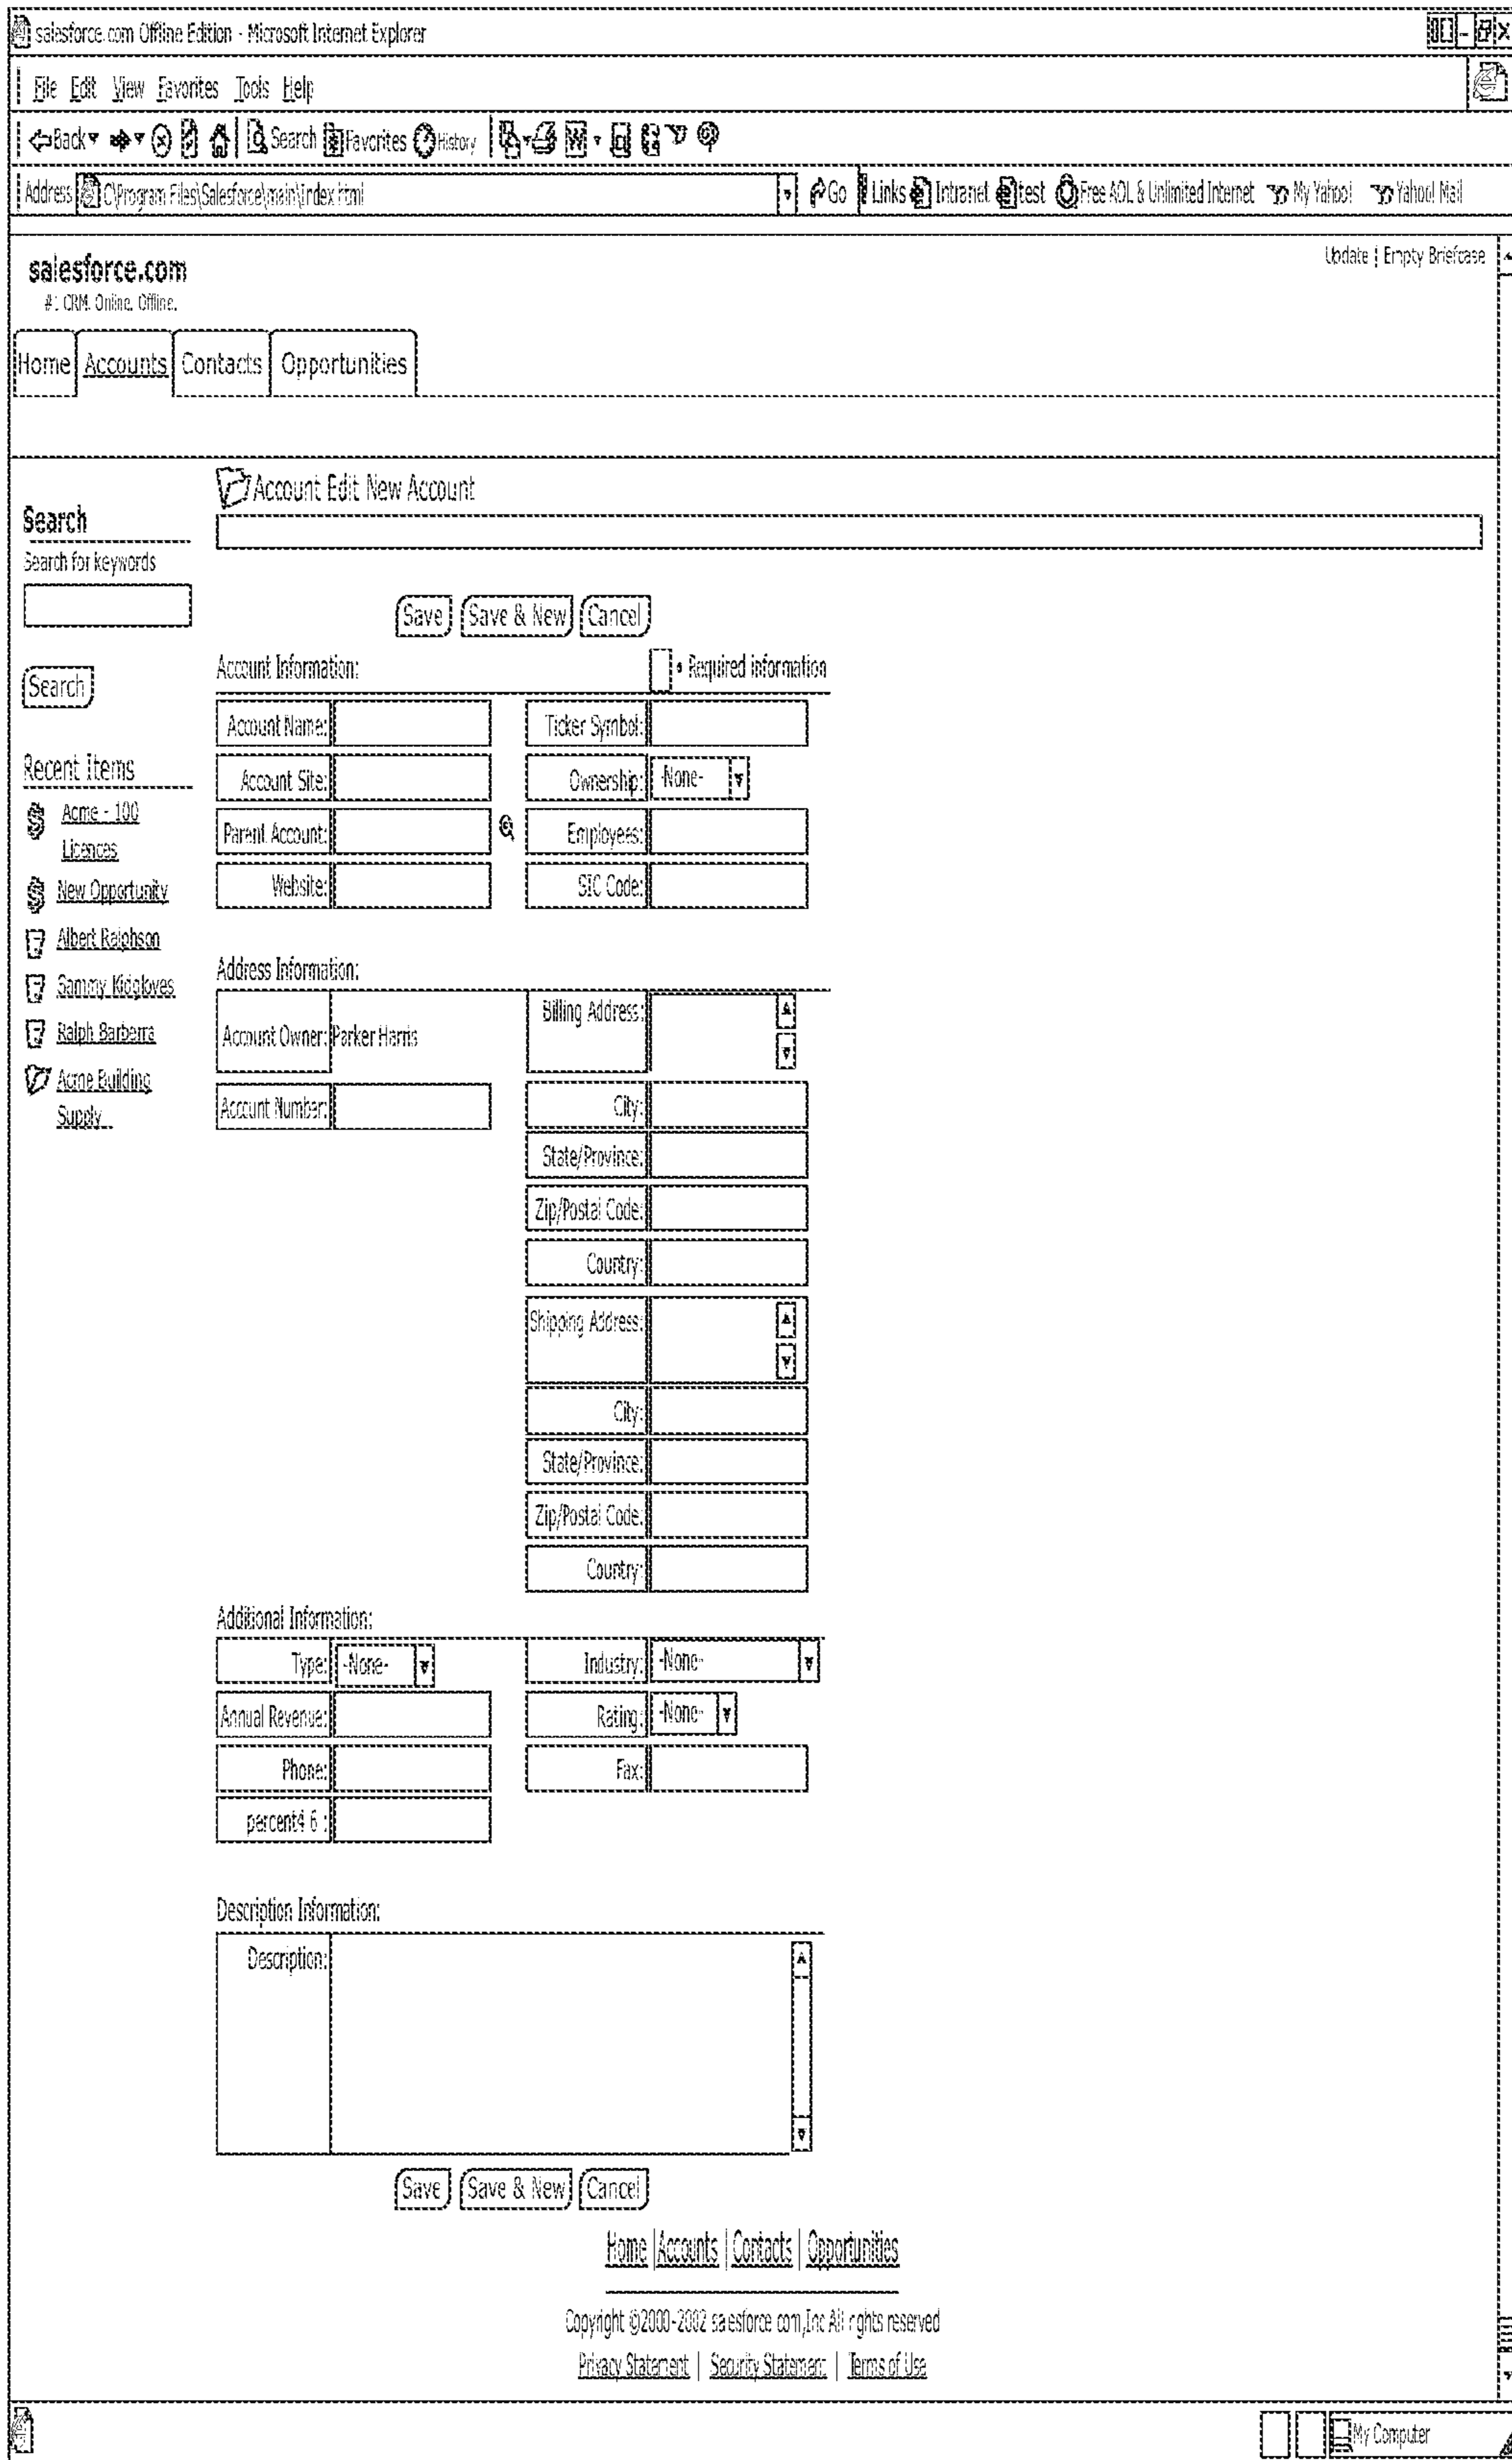 salesforce.com Offline Edition - Microsoft Internet Explorer
File Edit View Favorites Tools Help
Back Search Favorites History
Address C:\Program Files\Salesforce\main\index.html Go Links Intranet test Free AOL & Unlimited Internet My Yahoo! Yahoo! Mail
salesforce.com
Update | Empty Briefcase
#1 CRM. Online. Offline.
Home Accounts Contacts Opportunities
Account Edit New Account
Search
Search for keywords
Search
Recent Items
Acme - 100
Licences
New Opportunity
Albert Ralphson
Sammy Kidgloves
Ralph Barberra
Acme Building
Supply
Save Save & New Cancel
Account Information: • Required information
Account Name: Ticker Symbol:
Account Site: Ownership: -None-
Parent Account: Employees:
Website: SIC Code:
Address Information:
Account Owner: Parker Harris Billing Address:
Account Number: City:
State/Province:
Zip/Postal Code:
Country:
Shipping Address:
City:
State/Province:
Zip/Postal Code:
Country:
Additional Information:
Type: -None- Industry: -None-
Annual Revenue: Rating: -None-
Phone: Fax:
percent4 6 :
Description Information:
Description:
Save Save & New Cancel
Home | Accounts | Contacts | Opportunities
Copyright ©2000-2002 salesforce com,Inc All rights reserved
Privacy Statement | Security Statement | Terms of Use
My Computer